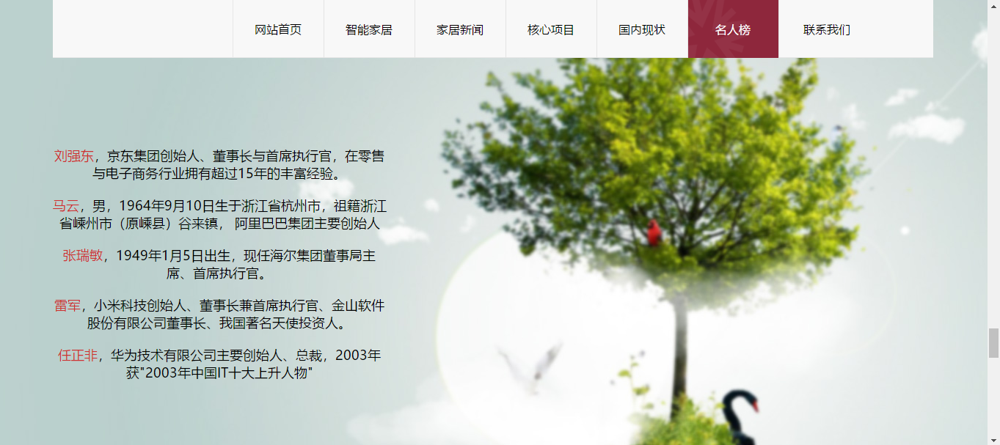 网站首页 智能家居 家居新闻 核心项目 国内现状 名人榜 联系我们
刘强东，京东集团创始人、董事长与首席执行官，在零售
与电子商务行业拥有超过15年的丰富经验。
马云，男，1964年9月10日生于浙江省杭州市，祖籍浙江
省嵊州市（原嵊县）谷来镇， 阿里巴巴集团主要创始人
张瑞敏，1949年1月5日出生，现任海尔集团董事局主
席、首席执行官。
雷军，小米科技创始人、董事长兼首席执行官、金山软件
股份有限公司董事长、我国著名天使投资人。
任正非，华为技术有限公司主要创始人、总裁，2003年
获"2003年中国IT十大上升人物"